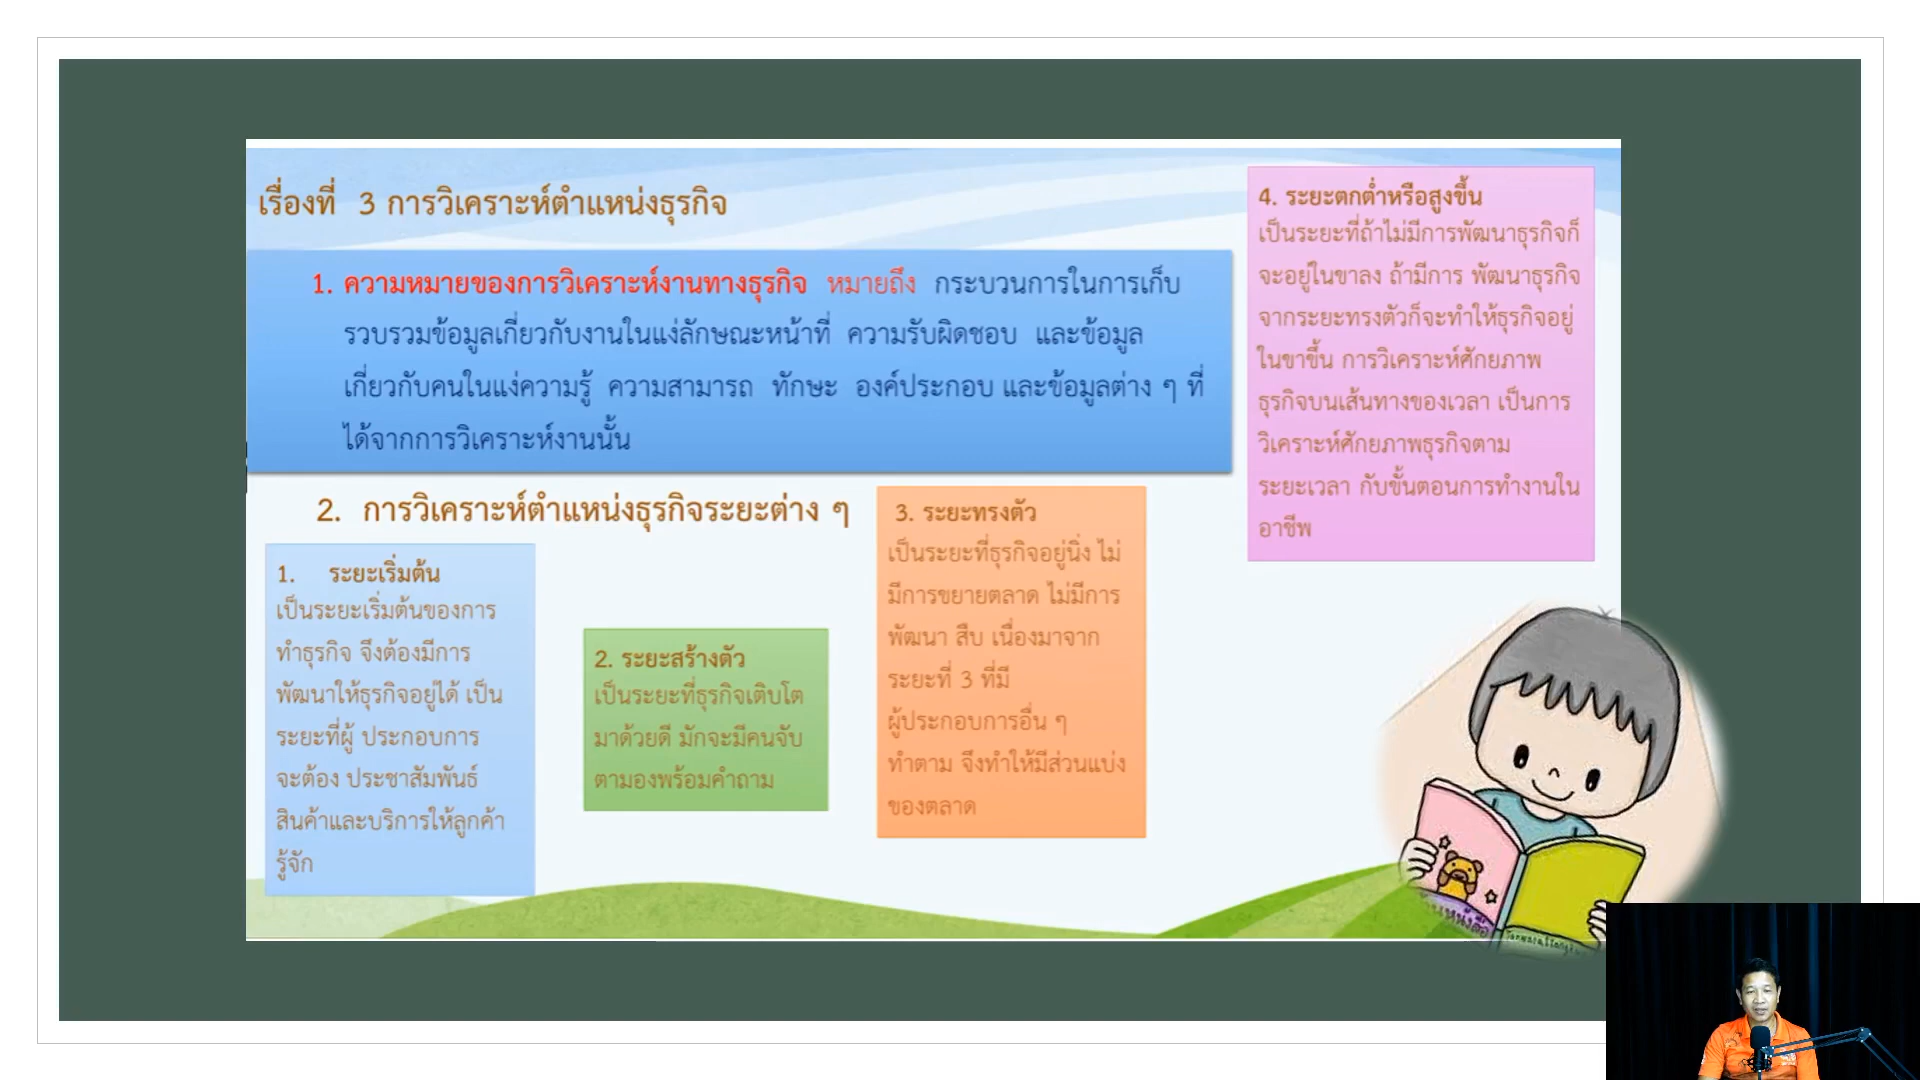 เรื่องที่ 3 การวิเคราะห์ตำแหน่งธุรกิจ
1. ความหมายของการวิเคราะห์งานทางธุรกิจ หมายถึง กระบวนการในการเก็บ
รวบรวมข้อมูลเกี่ยวกับงานในแง่ลักษณะหน้าที่ ความรับผิดชอบ และข้อมูล
เกี่ยวกับคนในแง่ความรู้ ความสามารถ ทักษะ องค์ประกอบ และข้อมูลต่าง ๆ ที่
ได้จากการวิเคราะห์งานนั้น
2. การวิเคราะห์ตำแหน่งธุรกิจระยะต่าง ๆ
1. ระยะเริ่มต้น
เป็นระยะเริ่มต้นของการ
ทำธุรกิจ จึงต้องมีการ
พัฒนาให้ธุรกิจอยู่ได้ เป็น
ระยะที่ผู้ ประกอบการ
จะต้อง ประชาสัมพันธ์
สินค้าและบริการให้ลูกค้า
รู้จัก
2. ระยะสร้างตัว
เป็นระยะที่ธุรกิจเติบโต
มาด้วยดี มักจะมีคนจับ
ตามองพร้อมคำถาม
3. ระยะทรงตัว
เป็นระยะที่ธุรกิจอยู่นิ่ง ไม่
มีการขยายตลาด ไม่มีการ
พัฒนา สืบ เนื่องมาจาก
ระยะที่ 3 ที่มี
ผู้ประกอบการอื่น ๆ
ทำตาม จึงทำให้มีส่วนแบ่ง
ของตลาด
4. ระยะตกต่ำหรือสูงขึ้น
เป็นระยะที่ถ้าไม่มีการพัฒนาธุรกิจก็
จะอยู่ในขาลง ถ้ามีการ พัฒนาธุรกิจ
จากระยะทรงตัวก็จะทำให้ธุรกิจอยู่
ในขาขึ้น การวิเคราะห์ศักยภาพ
ธุรกิจบนเส้นทางของเวลา เป็นการ
วิเคราะห์ศักยภาพธุรกิจตาม
ระยะเวลา กับขั้นตอนการทำงานใน
อาชีพ